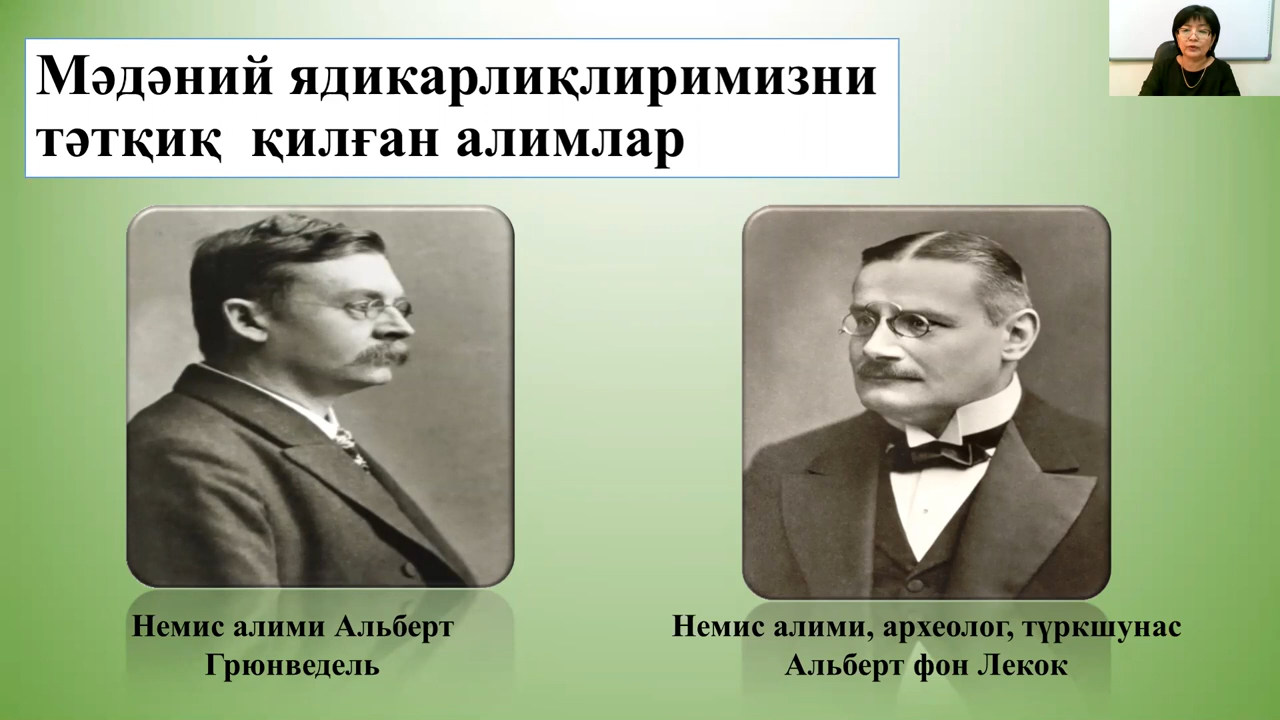 Мәдәний ядикарлиқлиримизни
тәтқиқ қилған алимлар
Немис алими Альберт
Грюнведель
Немис алими, археолог, түркшунас
Альберт фон Лекок